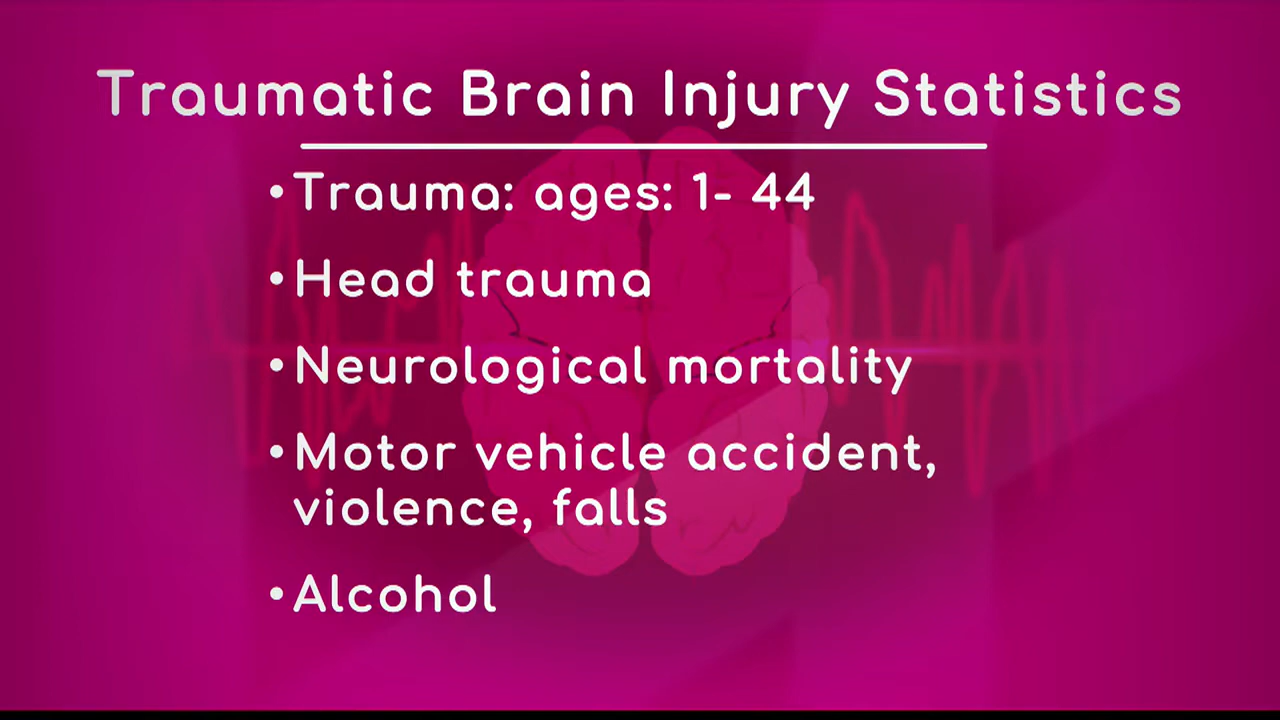 Traumatic Brain Injury Statistics
•Trauma: ages: 1- 44
•Head trauma
•Neurological mortality
•Motor vehicle accident,
violence, falls
•Alcohol